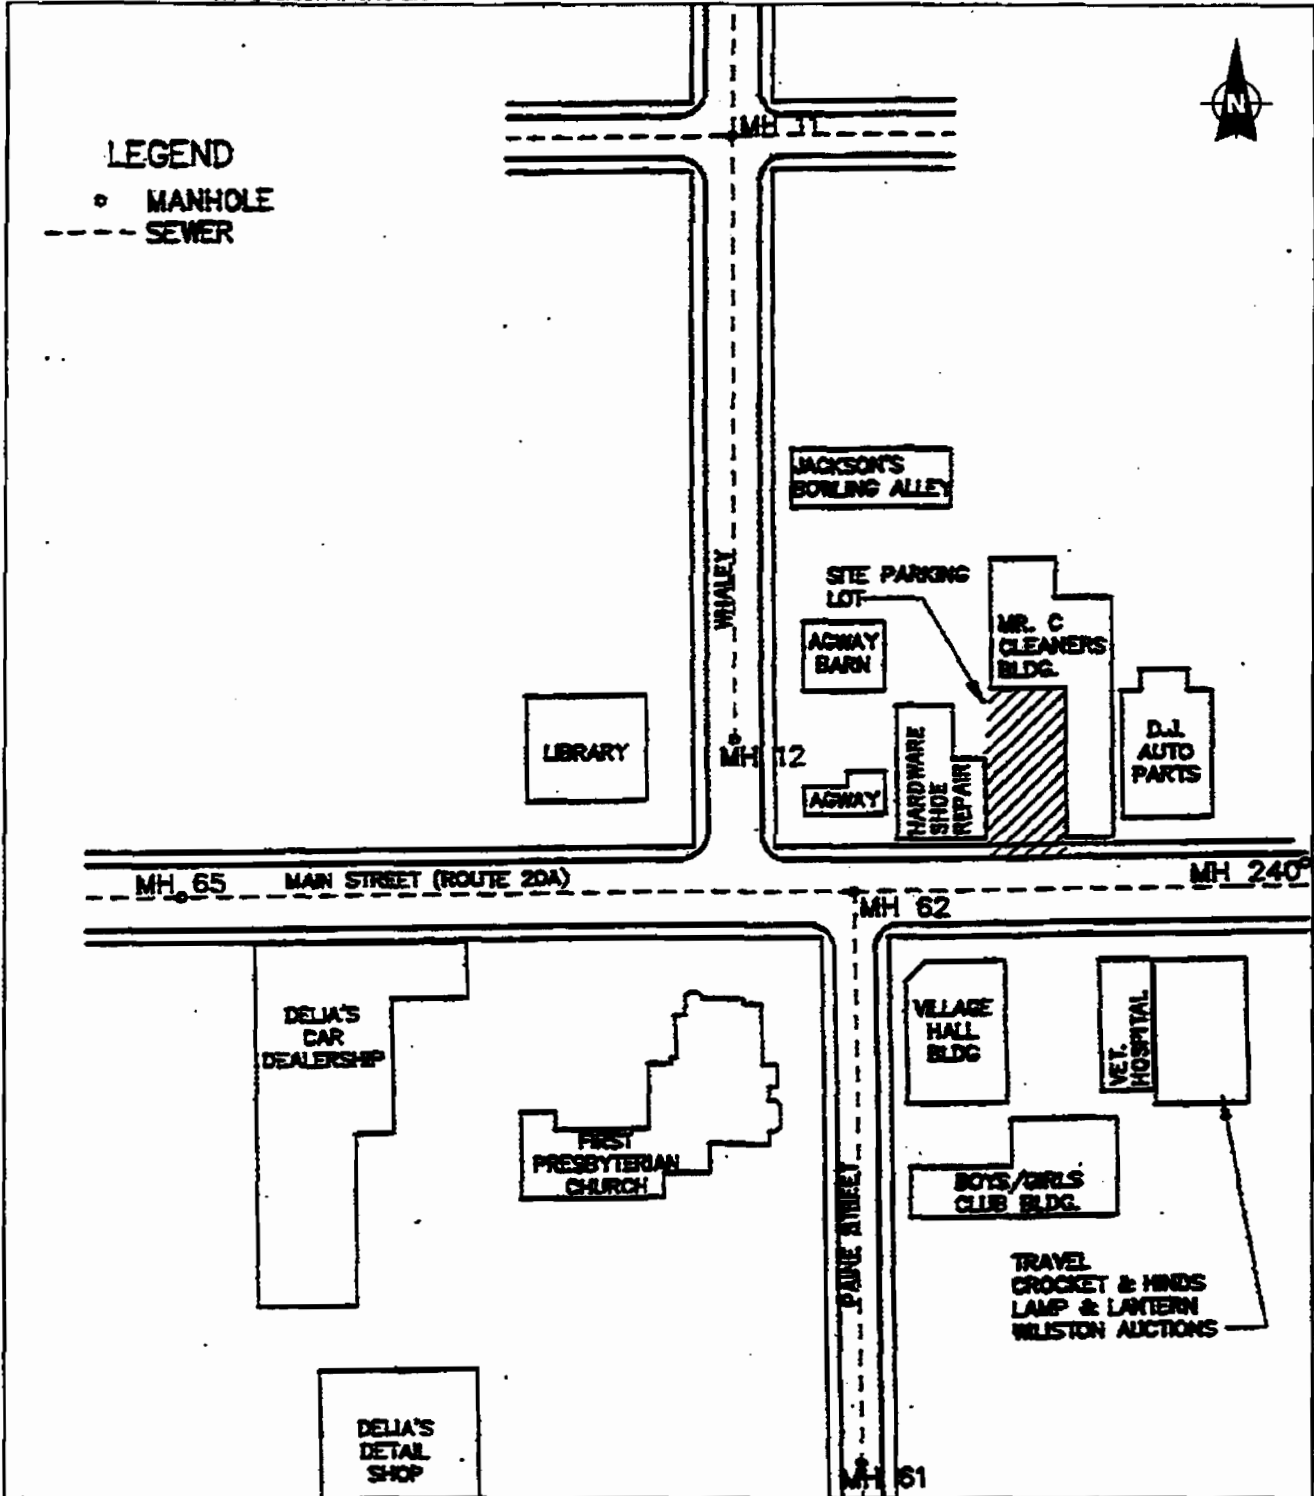 N
MH 11
LEGEND
MANHOLE
SEWER
JACKSON'S
BOWLING ALLEY
WHALEY
SITE PARKING
LOT
AGWAY
BARN
MR. C
CLEANERS
BLDG.
LIBRARY
MH 12
AGWAY
HARDWARE
SHOE
REPAIR
D.J.
AUTO
PARTS
MH 65
MAIN STREET (ROUTE 20A)
MH 62
MH 240
DELIA'S
CAR
DEALERSHIP
FIRST
PRESBYTERIAN
CHURCH
VILLAGE
HALL
BLDG
VET.
HOSPITAL
PAINE STREET
BOYS/GIRLS
CLUB BLDG.
TRAVEL
CROCKET & HINDS
LAMP & LANTERN
WILISTON AUCTIONS
DELIA'S
DETAIL
SHOP
MH 61